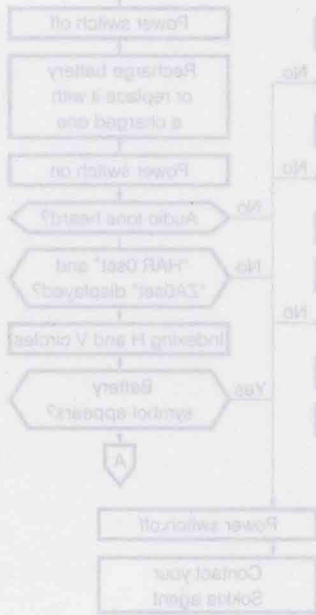 Power switch off
Recharge battery
or replace it with
a charged one
No
Power switch on
No
Audio tone heard?
No
"HAR 0set" and
"ZA0set" displayed?
No
No
Indexing H and V circles
Battery
symbol appears?
Yes
A
Power switch off
Contact your
Sokkia agent